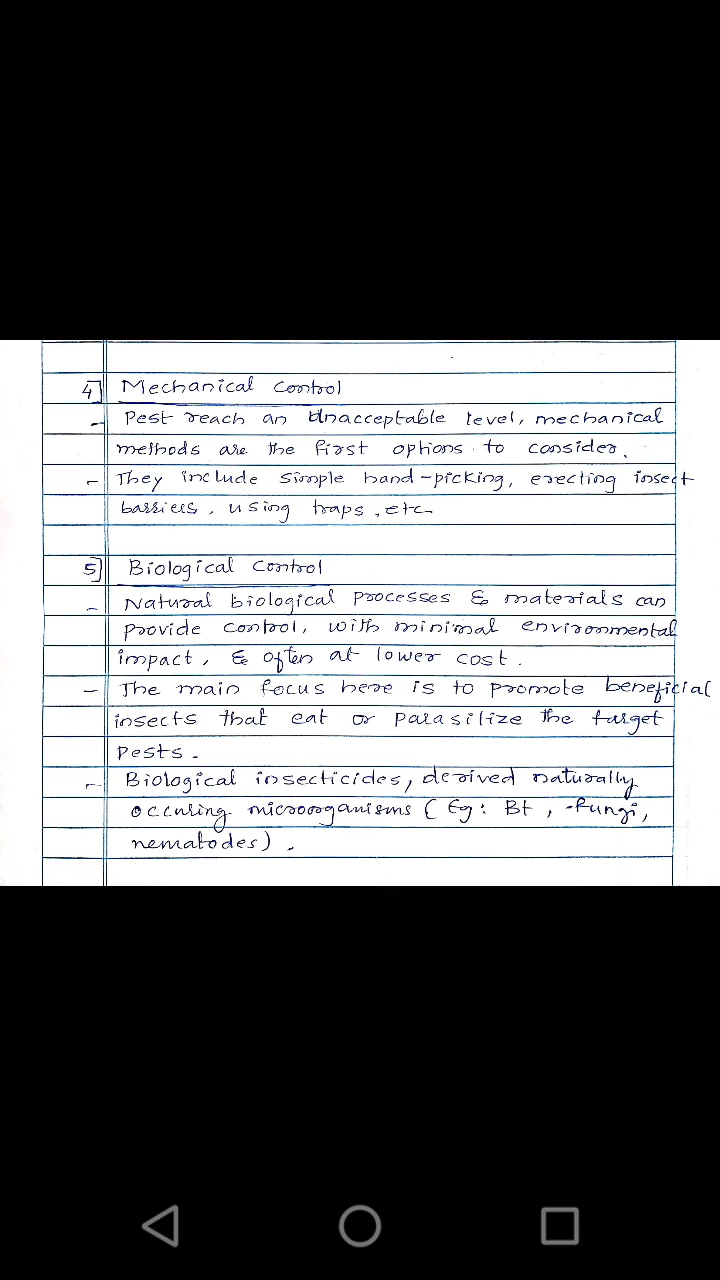 4] Mechanical control
- Pest reach an Unacceptable level, mechanical
methods are the first options to consider.
- They include simple hand-picking, erecting insect
barriers, using traps, etc-
5] Biological Control
- Natural biological processes & materials can
provide control, with minimal environmental
impact, & often at lower cost.
- The main focus here is to promote beneficial
insects that eat or parasilize the target
pests.
- Biological insecticides, derived naturally
occuring microorganisms (Eg: Bt, fungi,
nematodes).